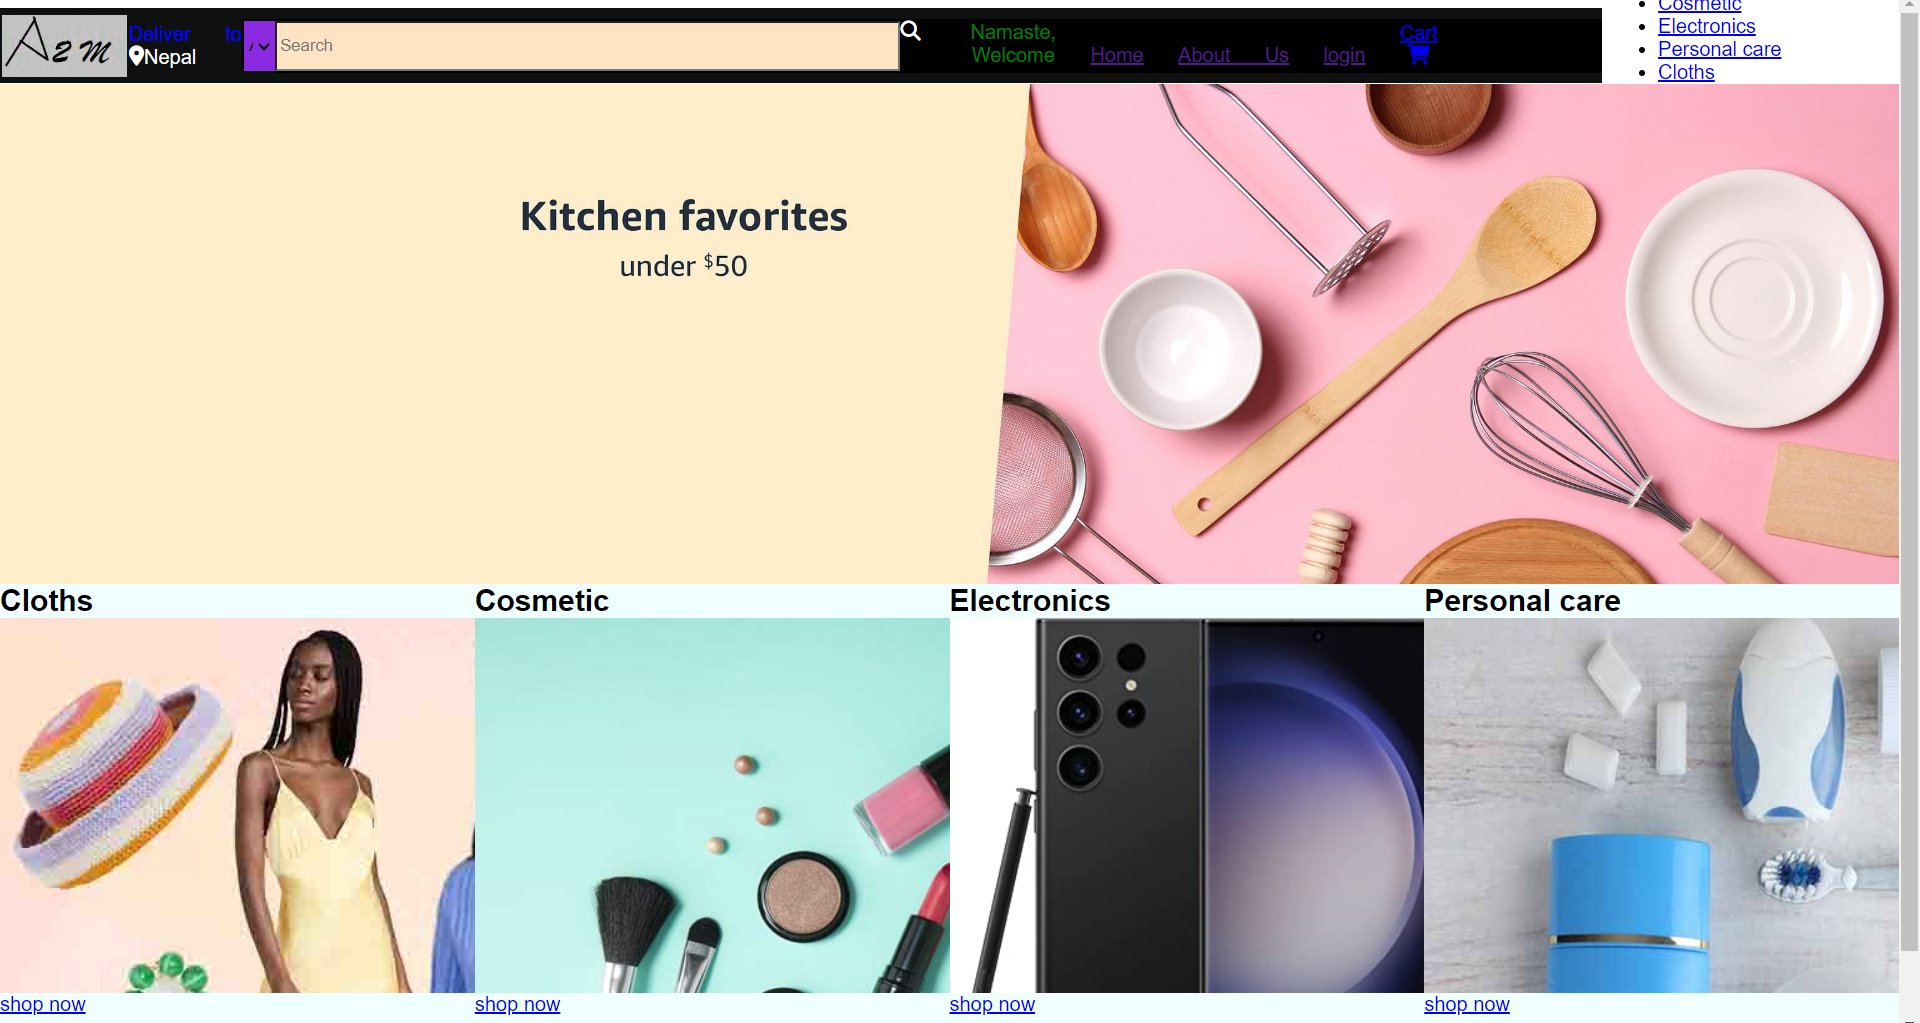 A2m
Deliver to
Nepal
Search
Namaste,
Welcome
Home
About Us
login
Cart
Cosmetic
Electronics
Personal care
Cloths
Kitchen favorites
under $50
Cloths
Cosmetic
Electronics
Personal care
shop now
shop now
shop now
shop now